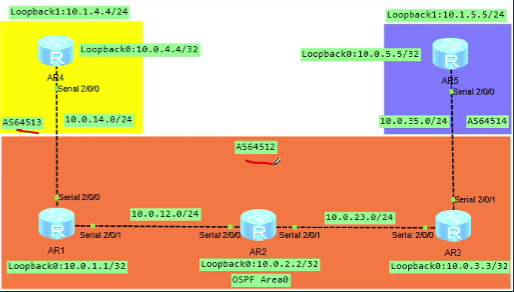 Loopback1:10.1.4.4/24
Loopback1:10.1.5.5/24
Loopback0:10.0.4.4/32
Loopback0:10.0.5.5/32
R
R
AR4
AR5
Serial 2/0/0
Serial 2/0/0
AS64513
10.0.14.0/24
10.0.35.0/24
AS64514
AS64512
Serial 2/0/0
Serial 2/0/1
10.0.12.0/24
10.0.23.0/24
R
R
R
Serial 2/0/1
Serial 2/0/0
Serial 2/0/1
Serial 2/0/0
AR1
AR2
AR3
Loopback0:10.0.1.1/32
Loopback0:10.0.2.2/32
Loopback0:10.0.3.3/32
OSPF Area0